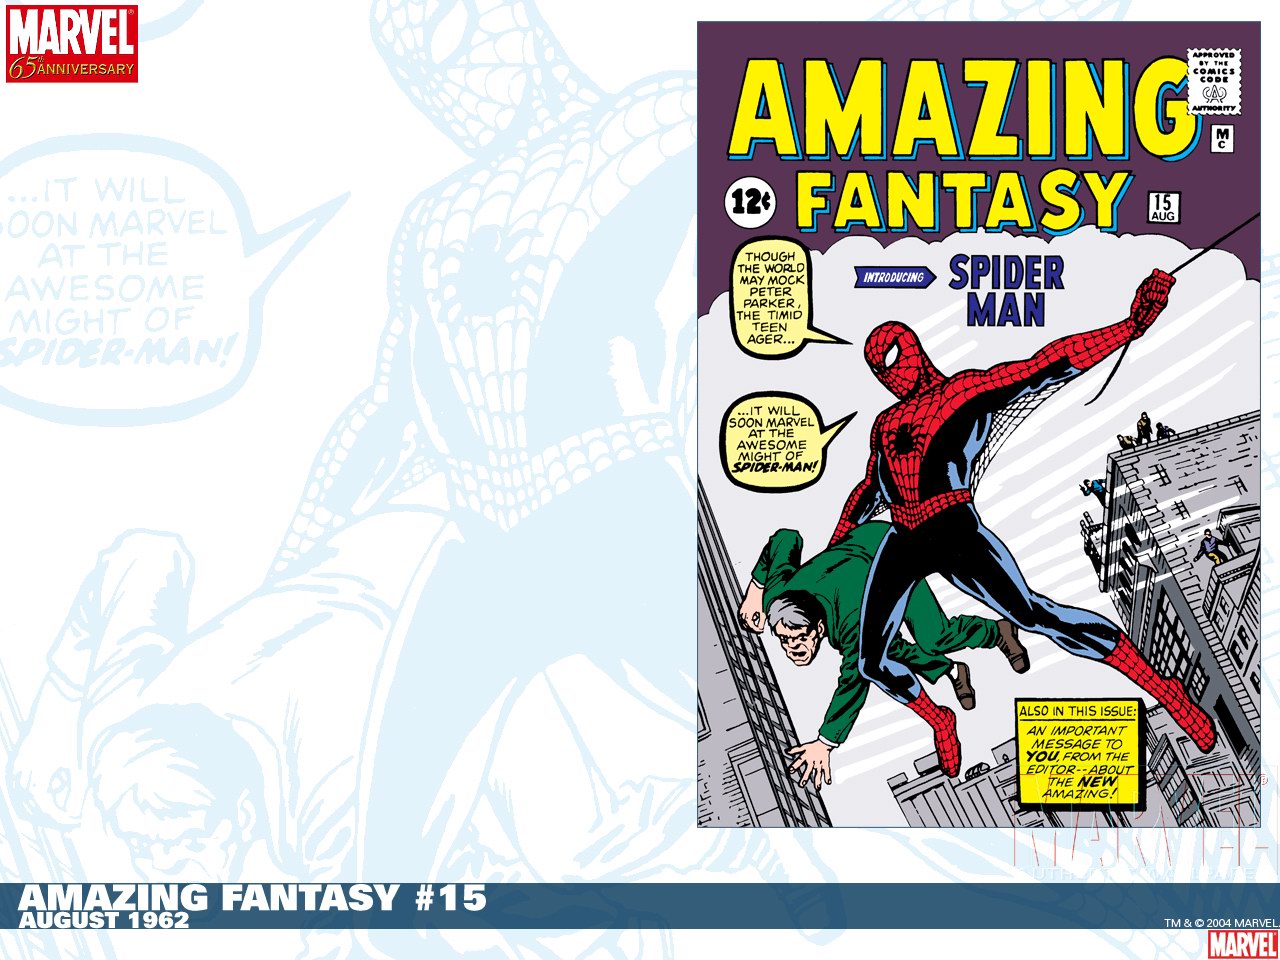 MARVEL
65th ANNIVERSARY
...IT WILL
SOON MARVEL
AT THE
AWESOME
MIGHT OF
SPIDER-MAN!
AMAZING
FANTASY
APPROVED
BY THE
COMICS
CODE
CA
AUTHORITY
M
C
12¢
15
AUG
INTRODUCING
SPIDER
MAN
THOUGH
THE WORLD
MAY MOCK
PETER
PARKER,
THE TIMID
TEEN
AGER...
...IT WILL
SOON MARVEL
AT THE
AWESOME
MIGHT OF
SPIDER-MAN!
ALSO IN THIS ISSUE:
AN IMPORTANT
MESSAGE TO
YOU, FROM THE
EDITOR--ABOUT
THE NEW
AMAZING!
MARVEL®
AMAZING FANTASY #15
AUGUST 1962
TM & © 2004 MARVEL.
MARVEL